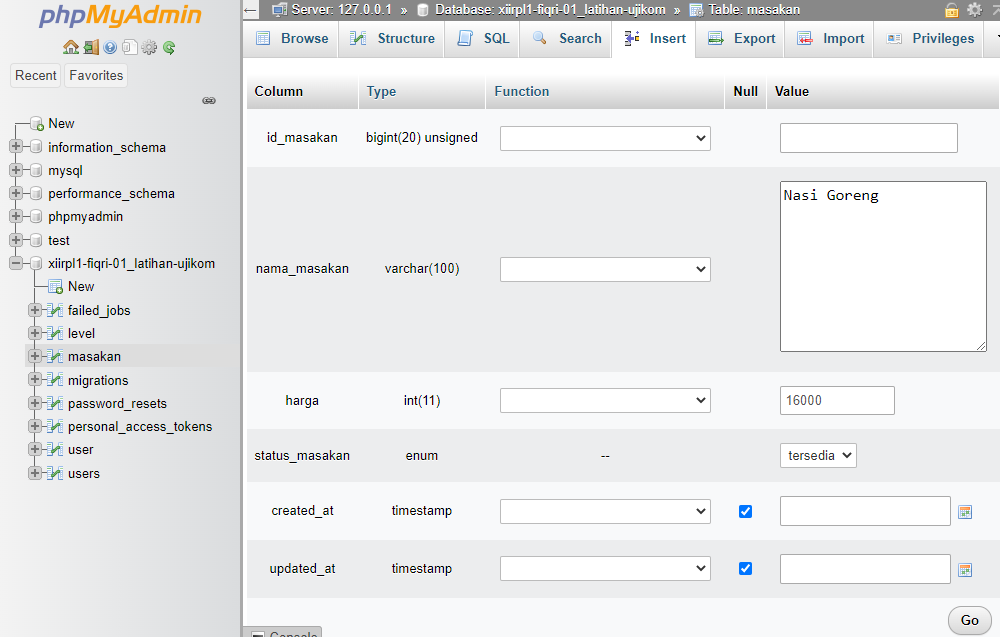 phpMyAdmin
Recent Favorites
New
information_schema
mysql
performance_schema
phpmyadmin
test
xiirpl1-fiqri-01_latihan-ujikom
New
failed_jobs
level
masakan
migrations
password_resets
personal_access_tokens
user
users
Server: 127.0.0.1 » Database: xiirpl1-fiqri-01_latihan-ujikom » Table: masakan
Browse Structure SQL Search Insert Export Import Privileges
Column Type Function Null Value
id_masakan bigint(20) unsigned
nama_masakan varchar(100) Nasi Goreng
harga int(11) 16000
status_masakan enum -- tersedia
created_at timestamp
updated_at timestamp
Go
Console